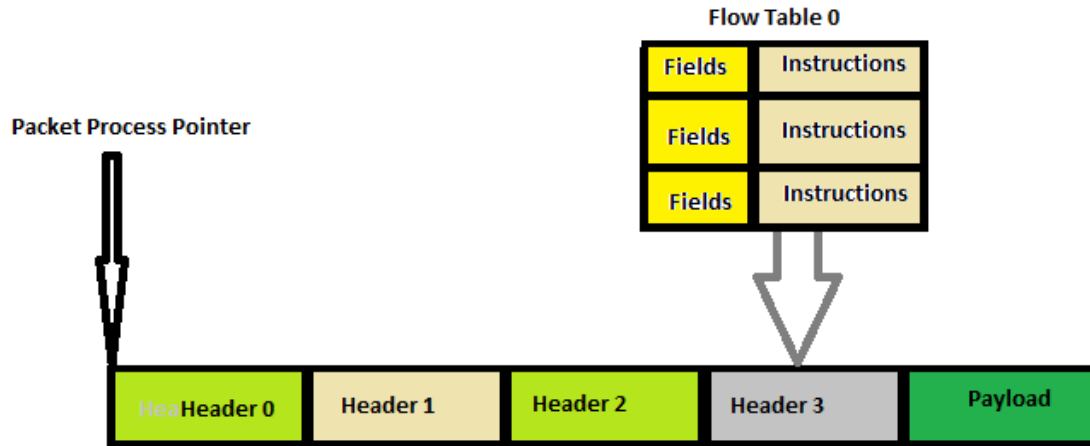 Flow Table 0
Fields Instructions
Fields Instructions
Fields Instructions
Packet Process Pointer
HeaHeader 0 Header 1 Header 2 Header 3 Payload